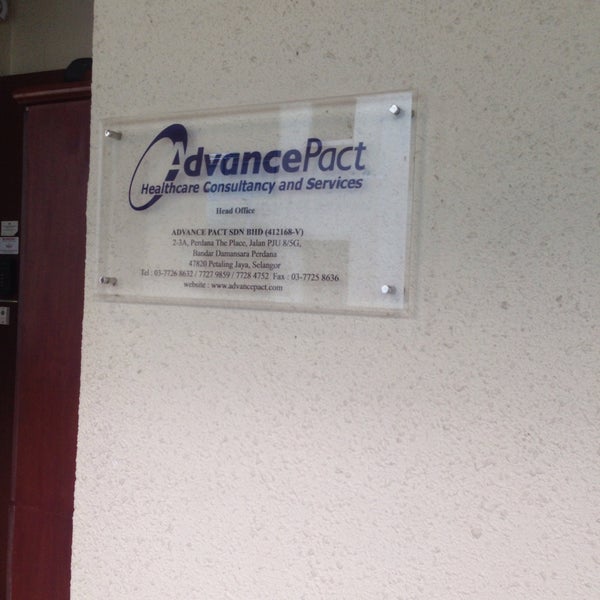 AdvancePact
Healthcare Consultancy and Services
Head Office
ADVANCE PACT SDN BHD (412168-V)
2-3A, Perdana The Place, Jalan PJU 8/5G,
Bandar Damansara Perdana
47820 Petaling Jaya, Selangor
Tel : 03-7726 8632 / 7727 9859 / 7728 4752 Fax : 03-7725 8636
website : www.advancepact.com